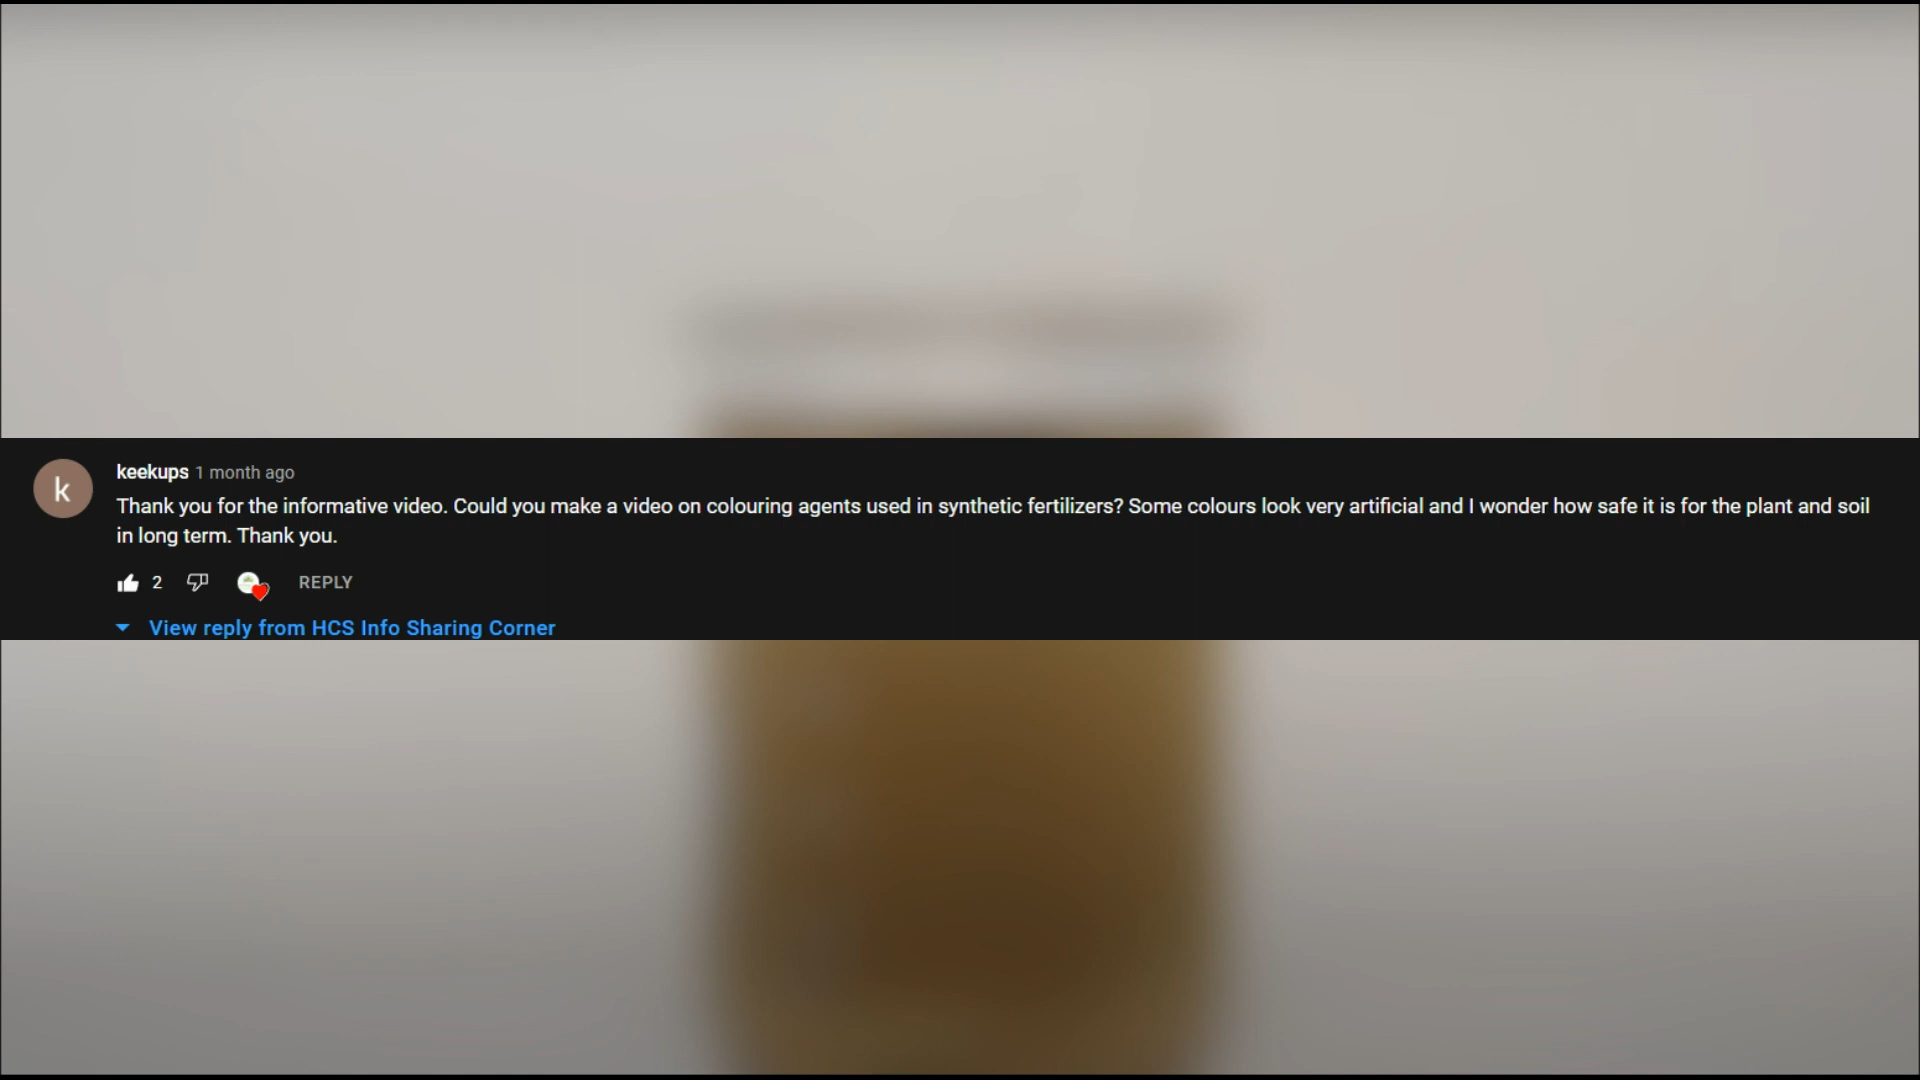 k
keekups 1 month ago
Thank you for the informative video. Could you make a video on colouring agents used in synthetic fertilizers? Some colours look very artificial and I wonder how safe it is for the plant and soil
in long term. Thank you.
2 REPLY
View reply from HCS Info Sharing Corner